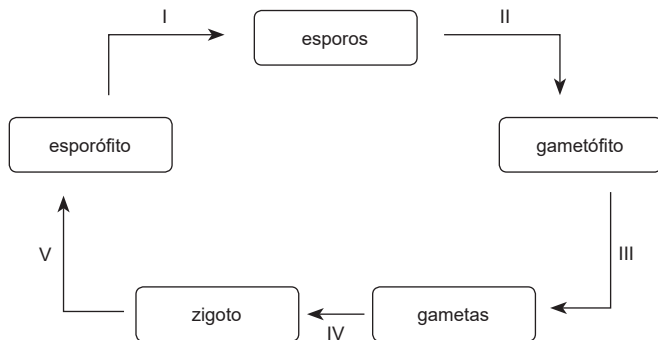 I
esporos
II
esporófito
gametófito
V
III
zigoto
gametas
IV